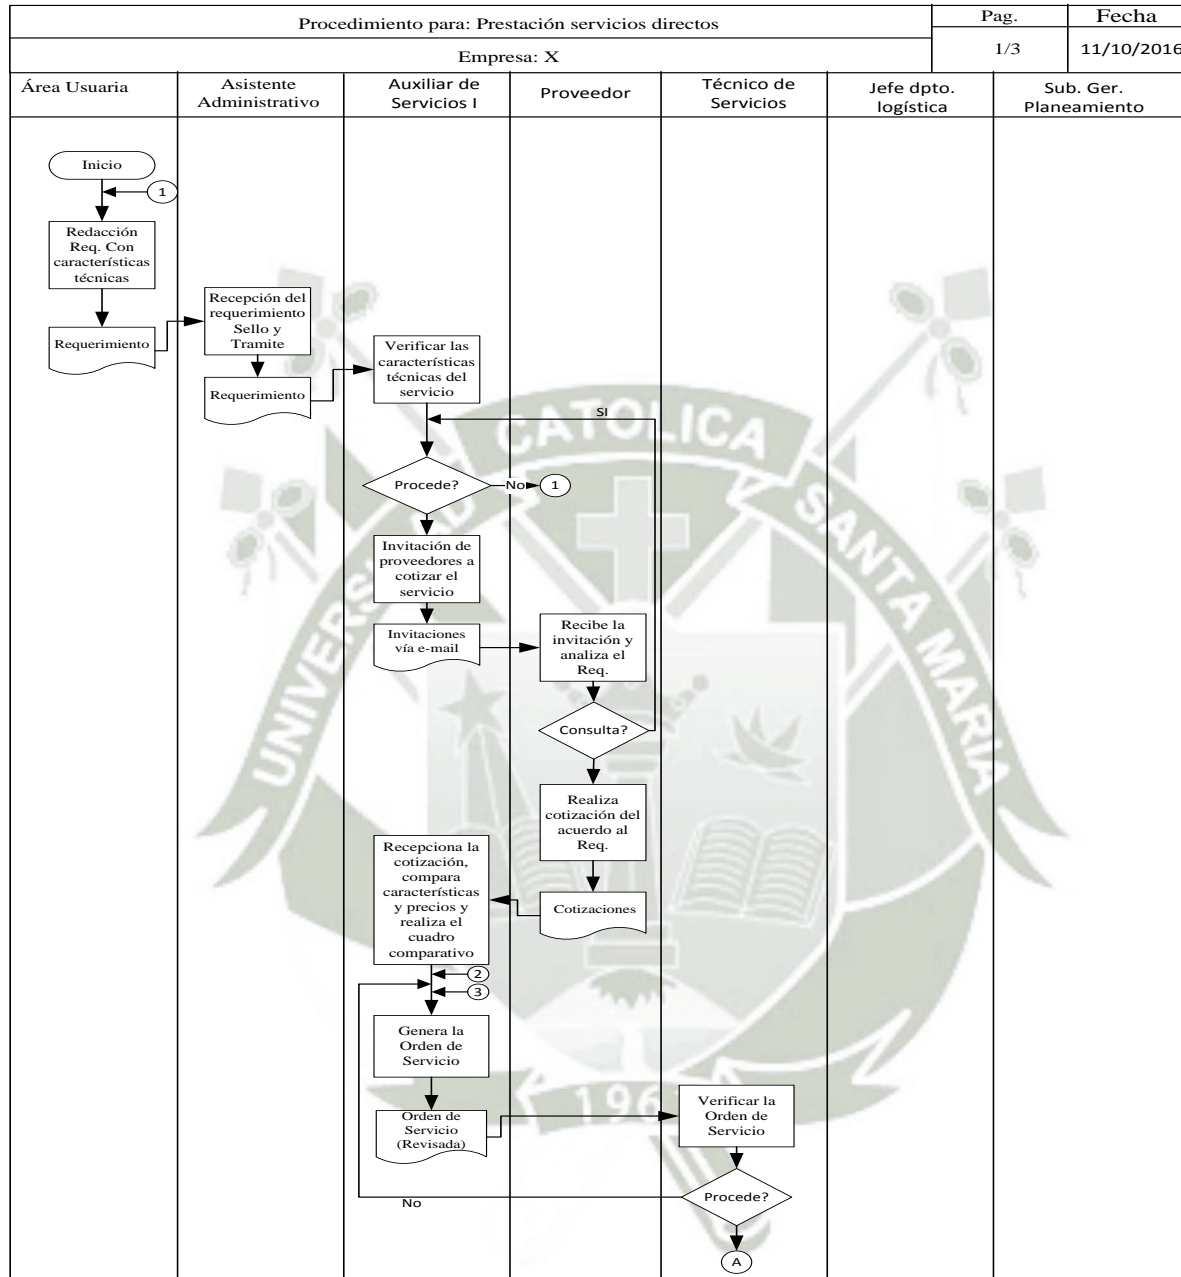 Procedimiento para: Prestación servicios directos
Pag.
Fecha
Empresa: X
1/3
11/10/2016
Área Usuaria
Asistente
Administrativo
Auxiliar de
Servicios I
Proveedor
Técnico de
Servicios
Jefe dpto.
logística
Sub. Ger.
Planeamiento
Inicio
1
Redacción
Req. Con
características
técnicas
Requerimiento
Recepción del
requerimiento
Sello y
Tramite
Requerimiento
Verificar las
características
técnicas del
servicio
SI
Procede?
No
1
Invitación de
proveedores a
cotizar el
servicio
Invitaciones
vía e-mail
Recibe la
invitación y
analiza el
Req.
Consulta?
Realiza
cotización del
acuerdo al
Req.
Cotizaciones
Recepciona la
cotización,
compara
características
y precios y
realiza el
cuadro
comparativo
2
3
Genera la
Orden de
Servicio
Orden de
Servicio
(Revisada)
Verificar la
Orden de
Servicio
Procede?
No
A
CATOLICA
SANTA MARIA